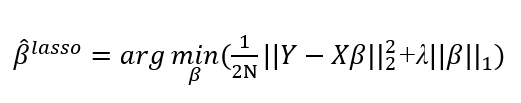 β̂ˡᵃˢˢᵒ = arg min_β (1/2N ||Y − Xβ||₂² + λ||β||₁)